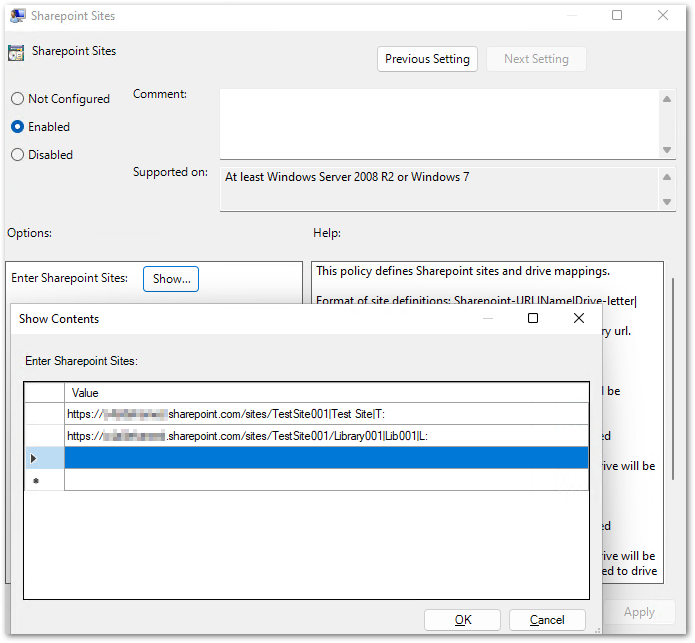 Sharepoint Sites
Sharepoint Sites
Previous Setting
Next Setting
Not Configured
Comment:
Enabled
Disabled
Supported on:
At least Windows Server 2008 R2 or Windows 7
Options:
Help:
Enter Sharepoint Sites:
Show...
This policy defines Sharepoint sites and drive mappings.
Format of site definitions: Sharepoint-URL|Name|Drive-letter|
ry url.
l be
ed
ive will be
ed
ive will be
ed to drive
Show Contents
Enter Sharepoint Sites:
Value
https:// sharepoint.com/sites/TestSite001|Test Site|T:
https:// .sharepoint.com/sites/TestSite001/Library001|Lib001|L:
*
OK
Cancel
Apply